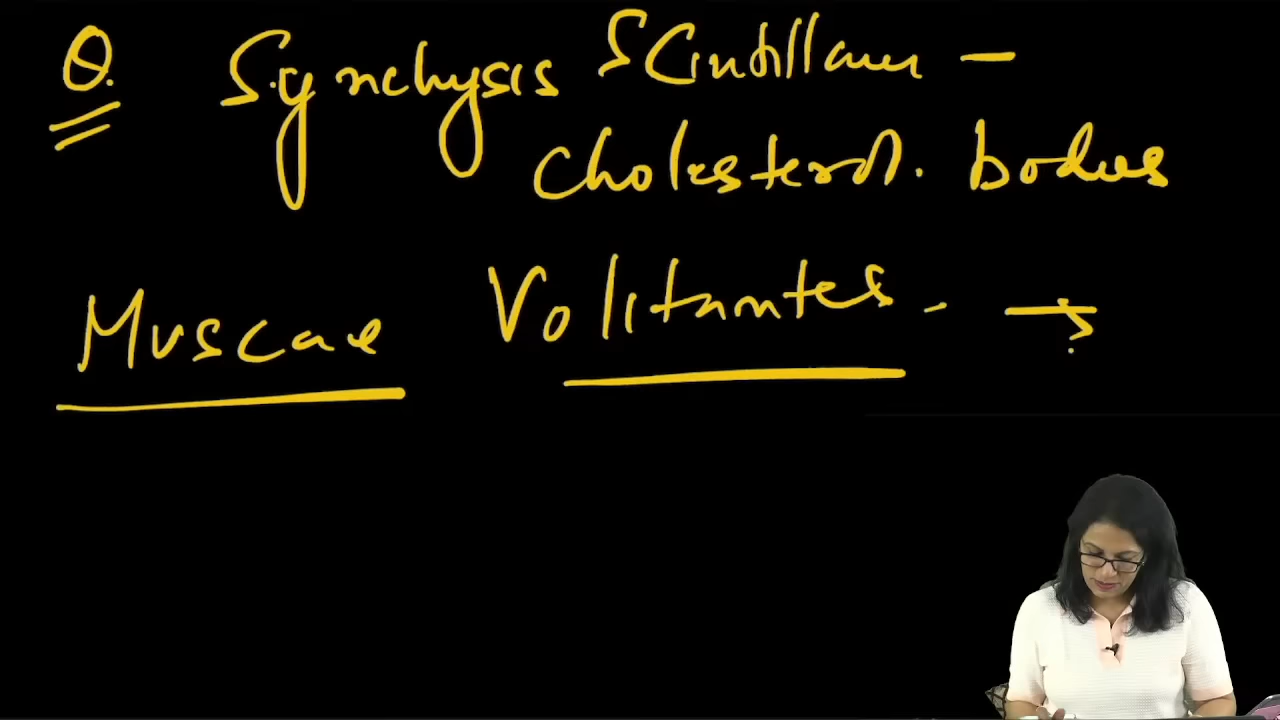 Q. Synchysis Scintillans -
Cholesterol. bodies
Muscae Volitantes - → ?